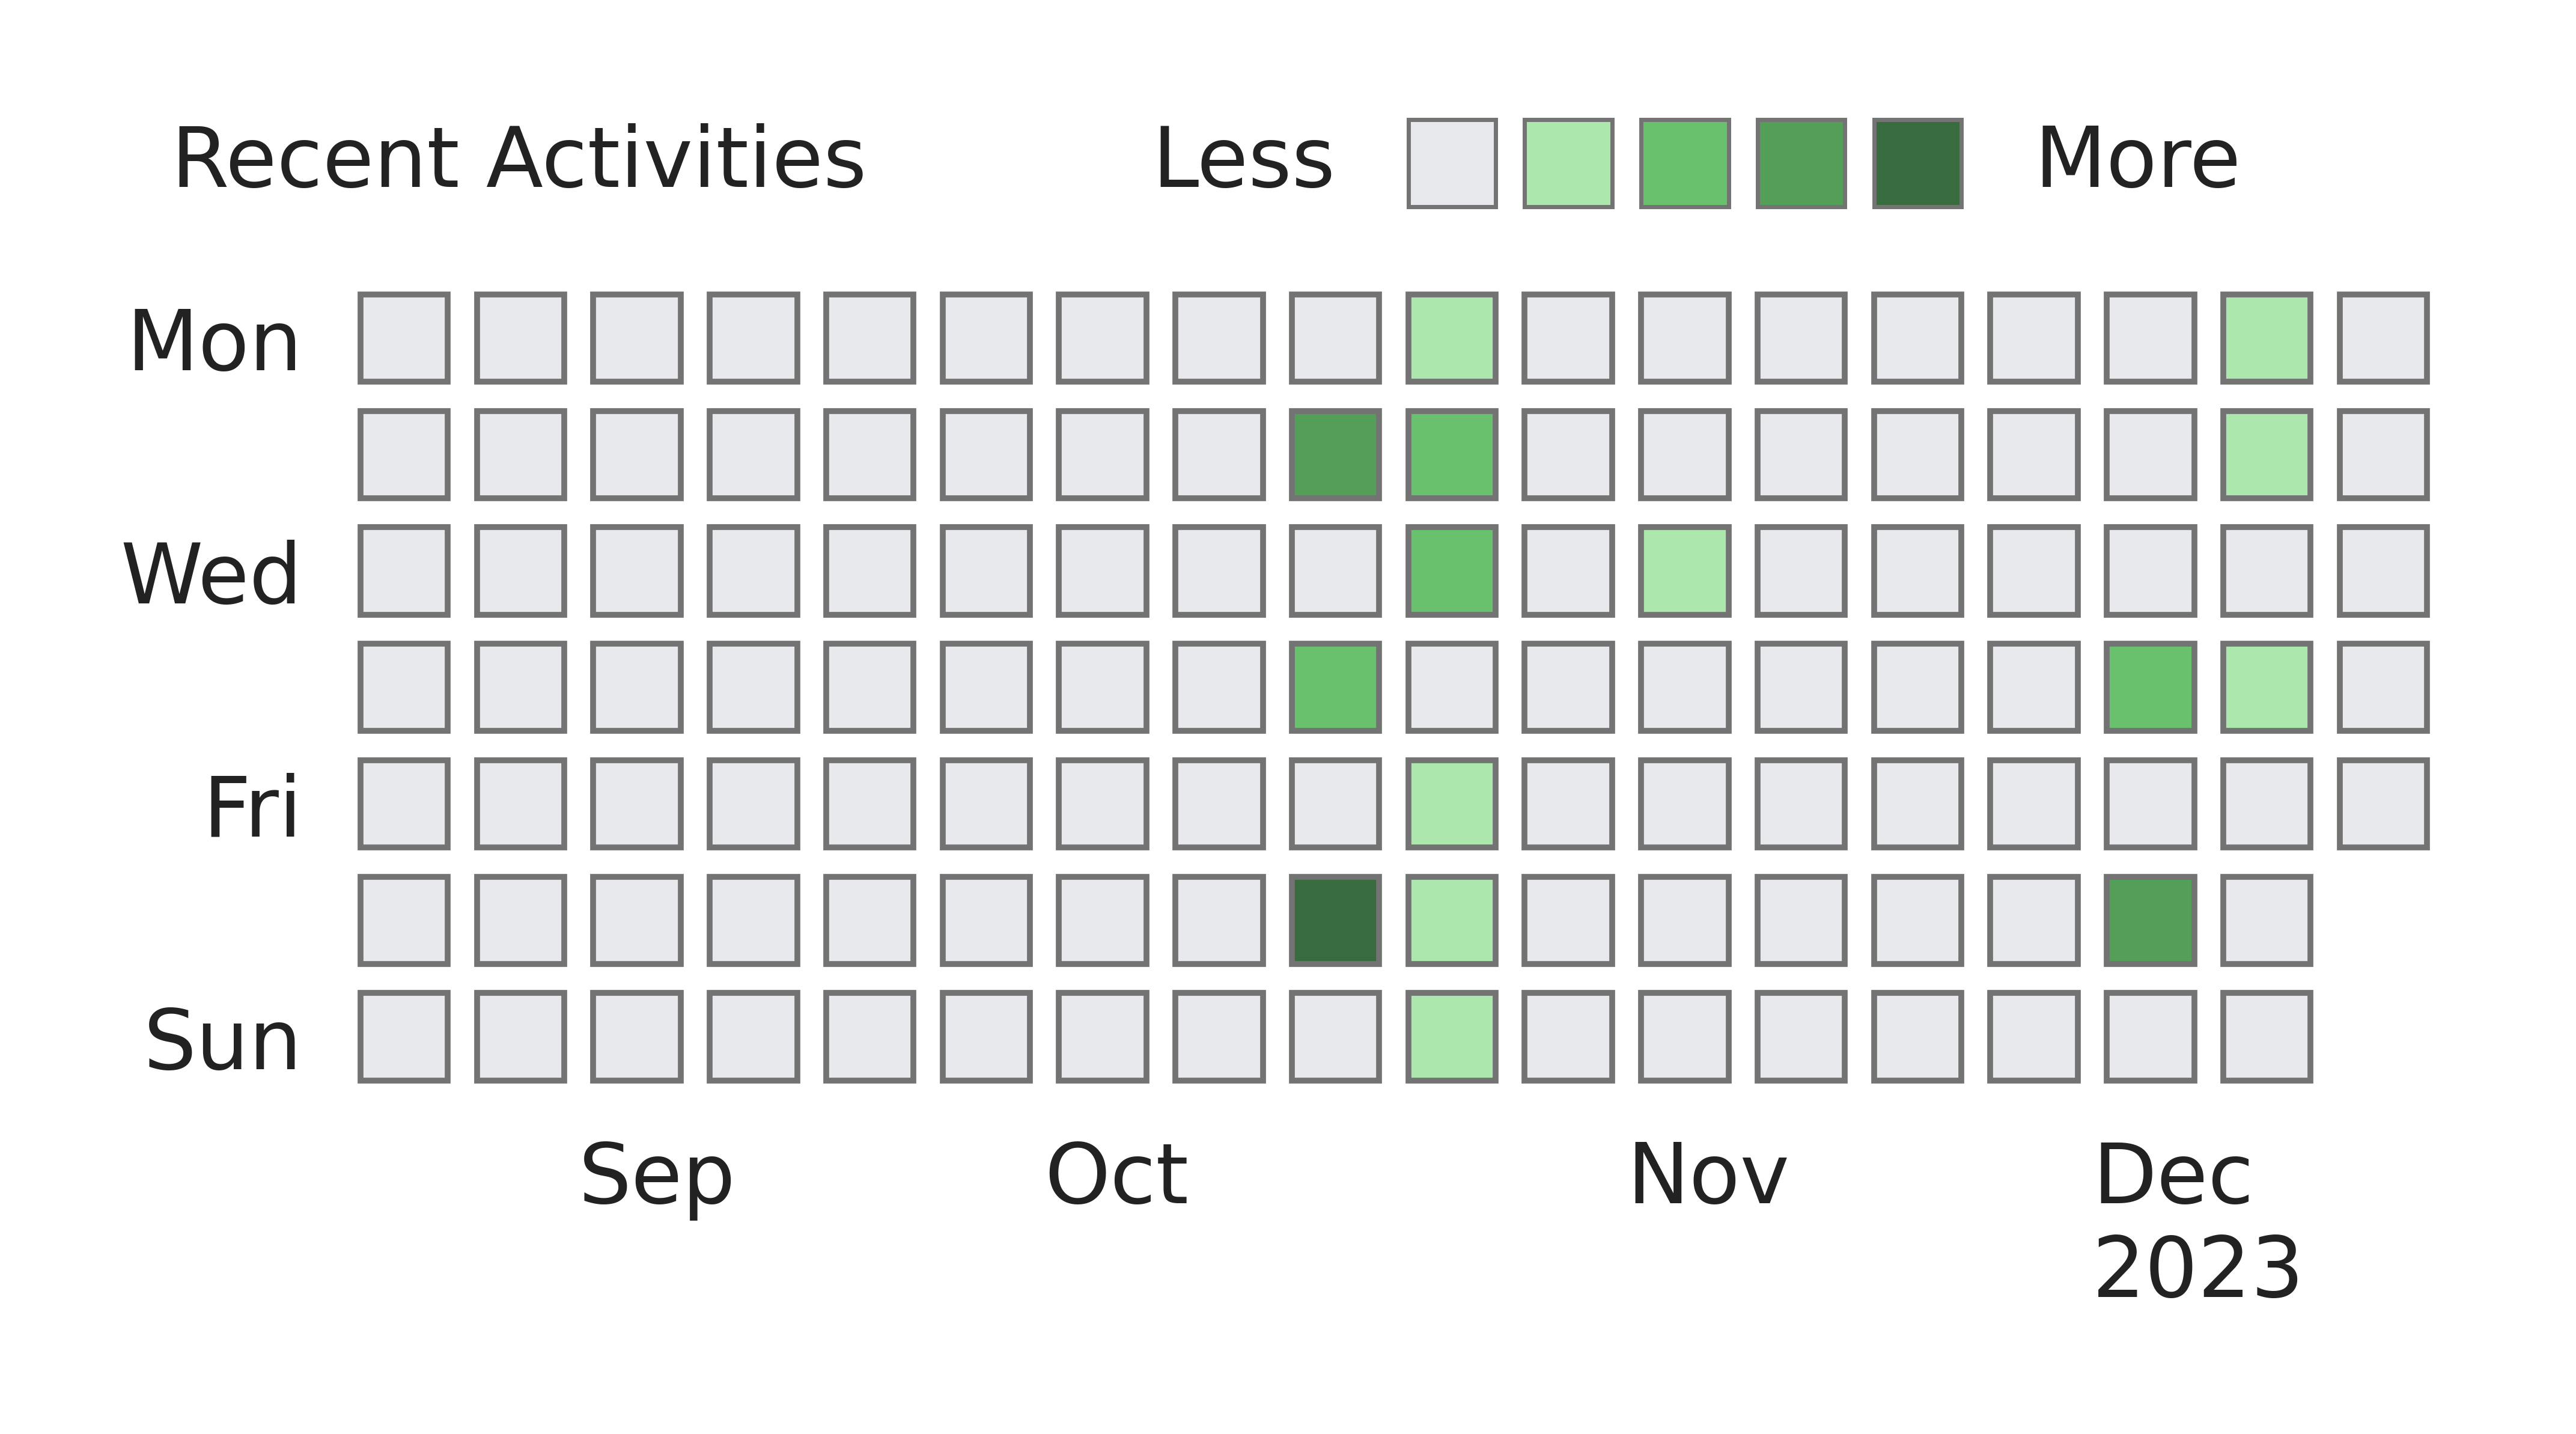 Recent Activities
Less More
Mon
Wed
Fri
Sun
Sep Oct Nov Dec
2023